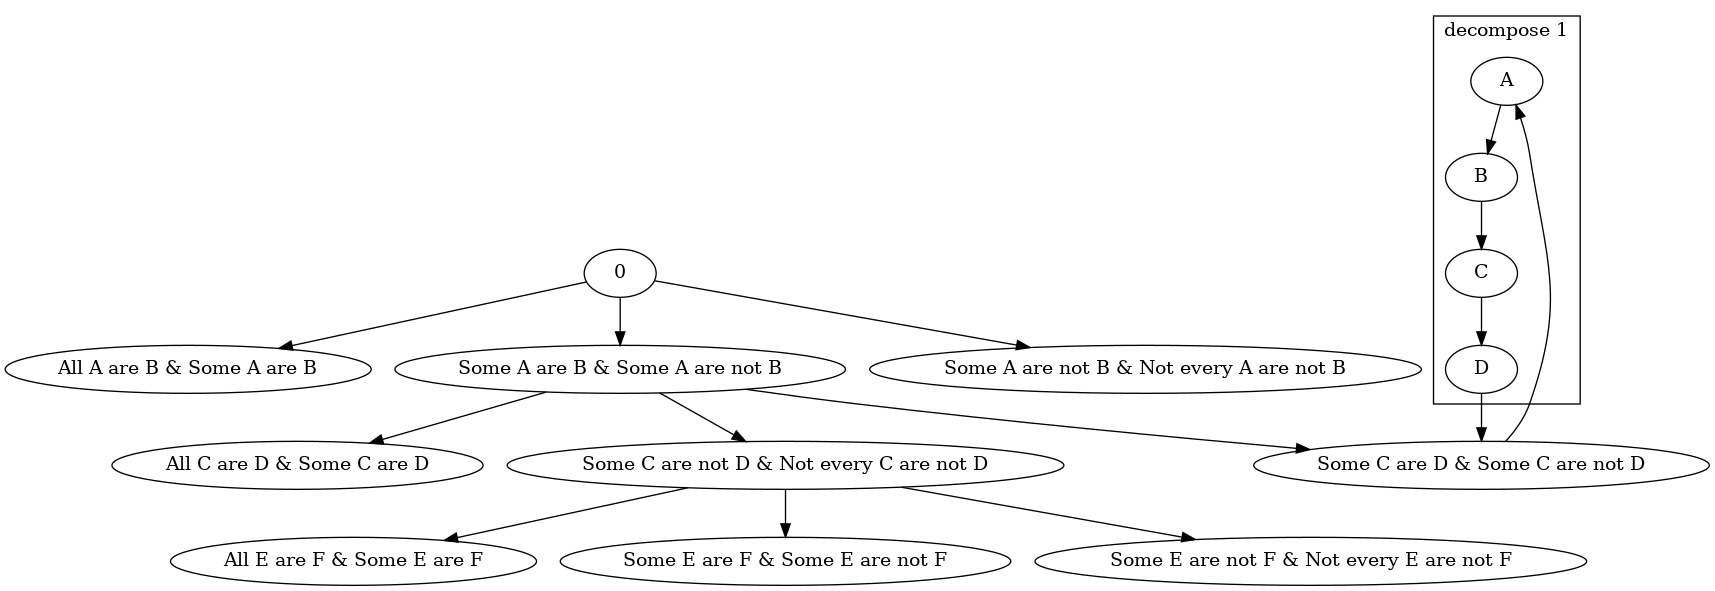 decompose 1
A
B
0
C
All A are B & Some A are B
Some A are B & Some A are not B
Some A are not B & Not every A are not B
D
All C are D & Some C are D
Some C are not D & Not every C are not D
Some C are D & Some C are not D
All E are F & Some E are F
Some E are F & Some E are not F
Some E are not F & Not every E are not F